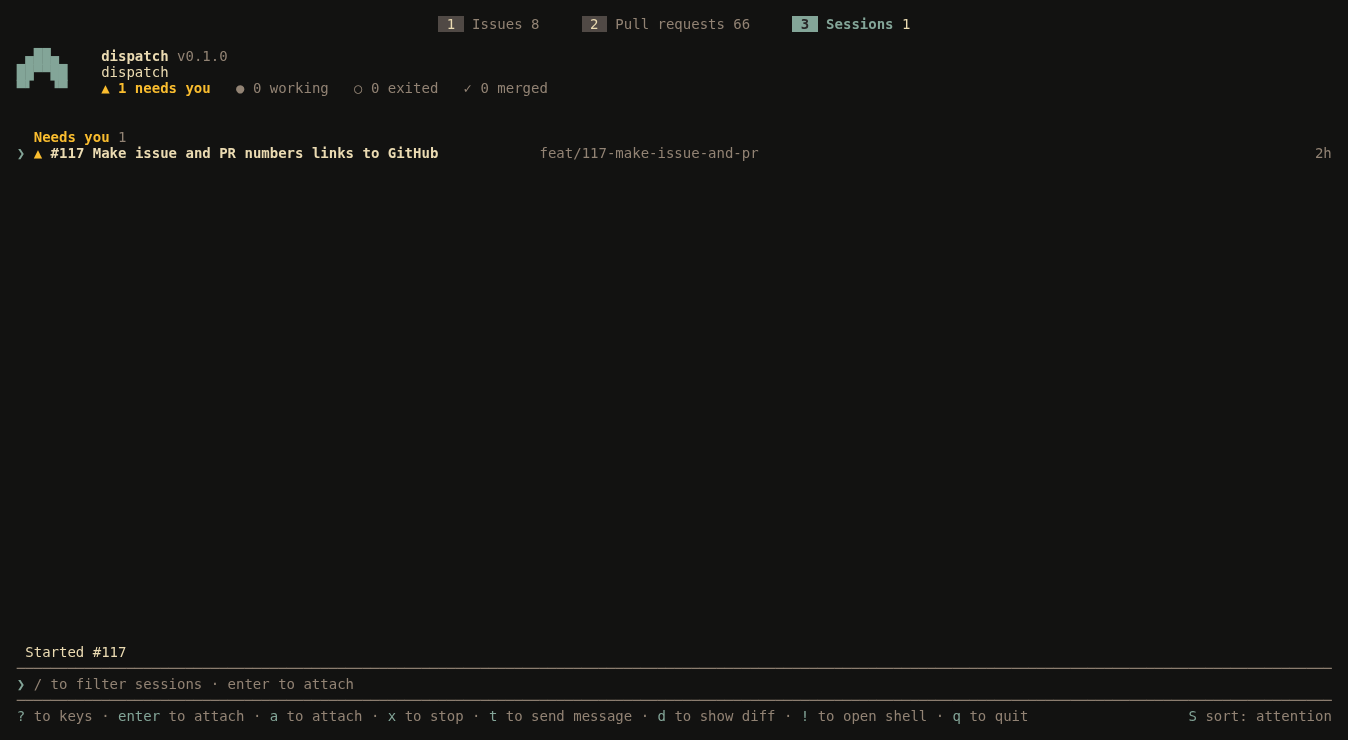 1 Issues 8 2 Pull requests 66 3 Sessions 1
dispatch v0.1.0
dispatch
▲ 1 needs you ● 0 working ○ 0 exited ✓ 0 merged
Needs you 1
❯ ▲ #117 Make issue and PR numbers links to GitHub feat/117-make-issue-and-pr 2h
Started #117
❯ / to filter sessions · enter to attach
? to keys · enter to attach · a to attach · x to stop · t to send message · d to show diff · ! to open shell · q to quit S sort: attention